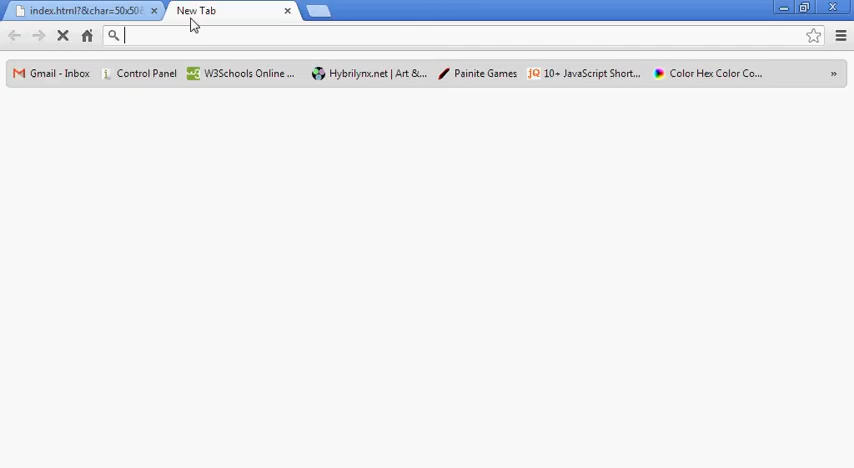 index.html?&char=50x50& New Tab
Gmail - Inbox Control Panel W3Schools Online ... Hybrilynx.net | Art &... Painite Games jQ 10+ JavaScript Short... Color Hex Color Co... »